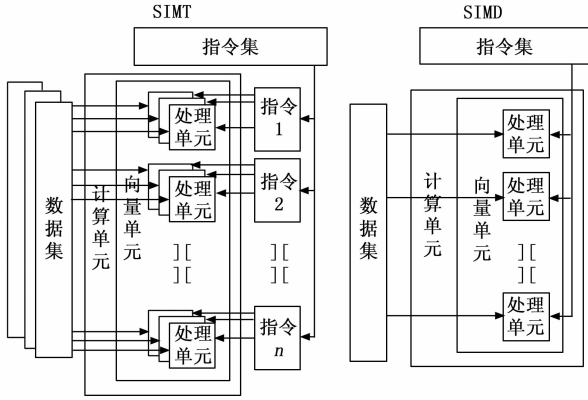 SIMT
SIMD
指令集
指令集
数据集
计算单元
向量单元
处理单元
指令1
处理单元
指令2
][ ][
][ ][
处理单元
指令n
数据集
计算单元
向量单元
处理单元
处理单元
][
][
处理单元